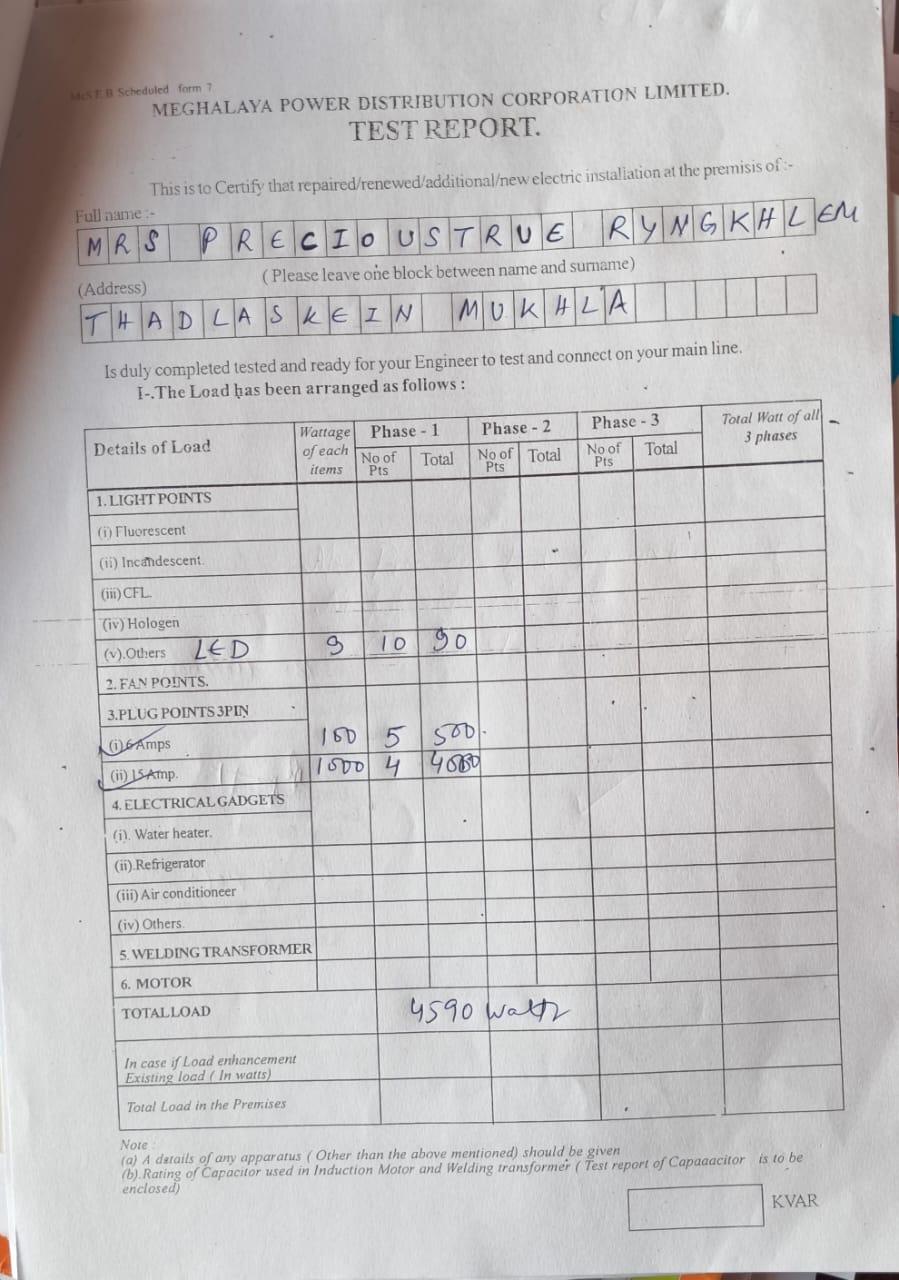 MeS.E.B Scheduled form 7
MEGHALAYA POWER DISTRIBUTION CORPORATION LIMITED.
TEST REPORT.
This is to Certify that repaired/renewed/additional/new electric installation at the premisis of :-
Full name :-
MRS PRECIOUSTRUE RYNGKHLEM
( Please leave one block between name and surname)
(Address)
THADLASKEIN MUKHLA
Is duly completed tested and ready for your Engineer to test and connect on your main line.
I-.The Load has been arranged as follows :
Details of Load Wattage of each items Phase - 1 Phase - 2 Phase - 3 Total Watt of all 3 phases
No of Pts Total No of Pts Total No of Pts Total
1. LIGHT POINTS
(i) Fluorescent
(ii) Incandescent.
(iii) CFL.
(iv) Hologen
(v).Others LED 9 10 90
2. FAN POINTS.
3.PLUG POINTS 3PIN
(i) 6 Amps 100 5 500
(ii) 15 Amp. 1000 4 4000
4. ELECTRICAL GADGETS
(i). Water heater.
(ii).Refrigerator
(iii) Air conditioneer
(iv) Others.
5. WELDING TRANSFORMER
6. MOTOR
TOTAL LOAD 4590 Watts
In case if Load enhancement
Existing load ( In watts)
Total Load in the Premises
Note :
(a) A details of any apparatus ( Other than the above mentioned) should be given
(b).Rating of Capacitor used in Induction Motor and Welding transformer ( Test report of Capaaacitor is to be
enclosed)
KVAR